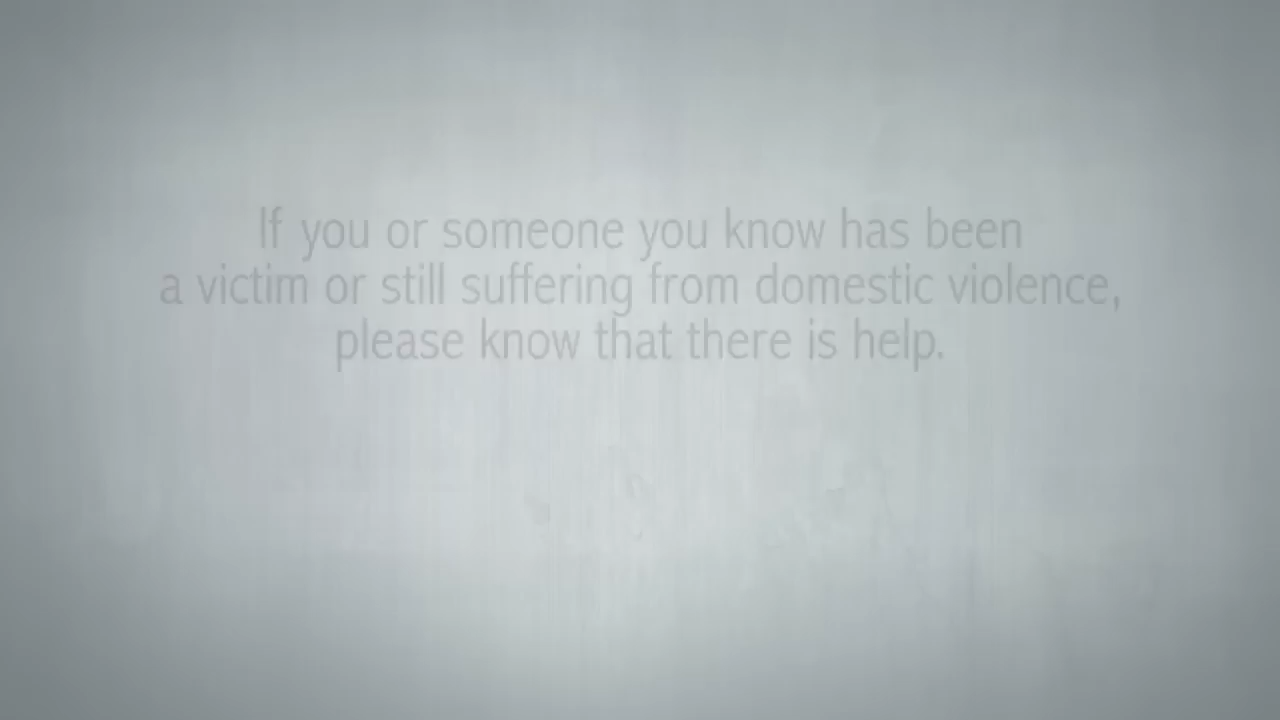 If you or someone you know has been
a victim or still suffering from domestic violence,
please know that there is help.